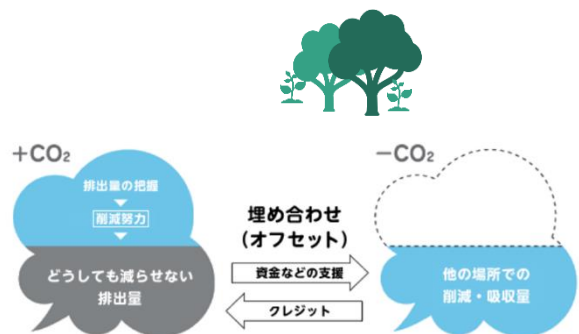 +CO2
排出量の把握
削減努力
どうしても減らせない
排出量
埋め合わせ
(オフセット)
資金などの支援
クレジット
-CO2
他の場所での
削減・吸収量